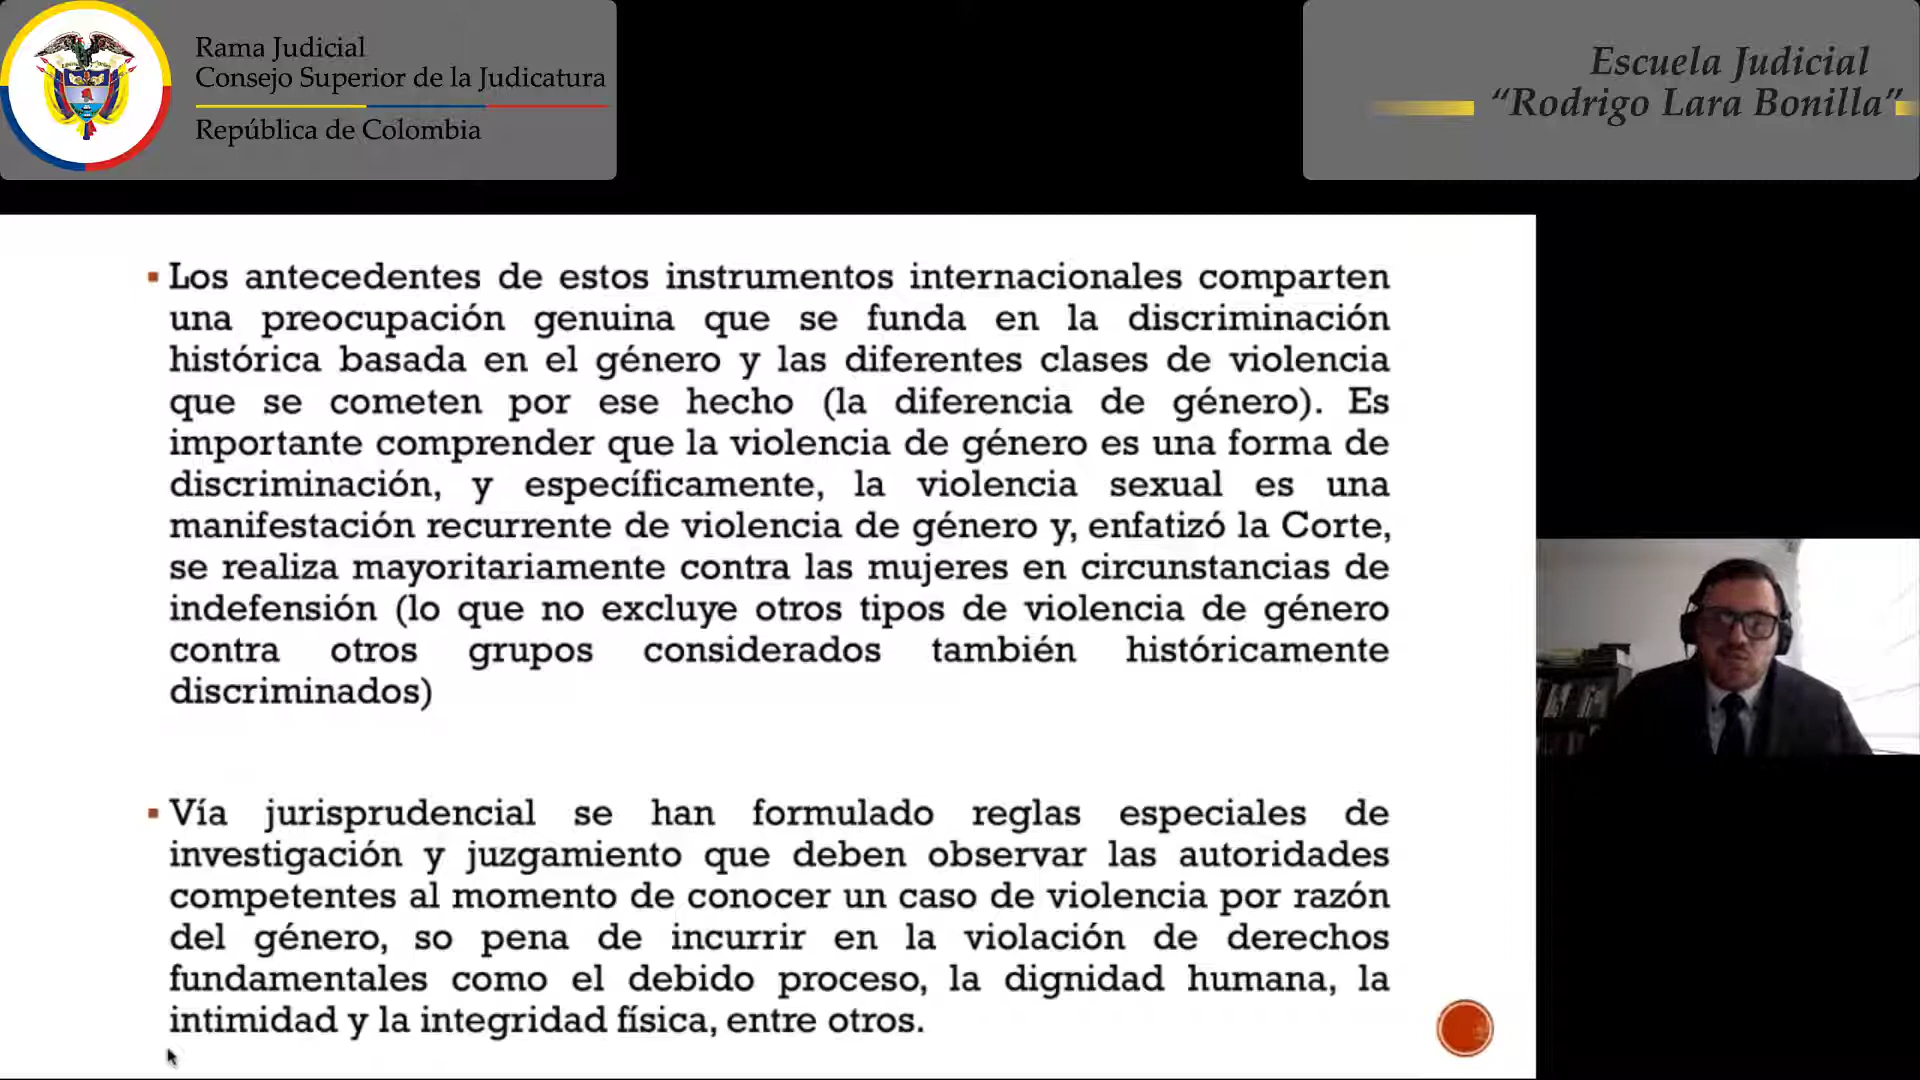 Rama Judicial
Consejo Superior de la Judicatura
República de Colombia
Escuela Judicial
“Rodrigo Lara Bonilla”
Los antecedentes de estos instrumentos internacionales comparten
una preocupación genuina que se funda en la discriminación
histórica basada en el género y las diferentes clases de violencia
que se cometen por ese hecho (la diferencia de género). Es
importante comprender que la violencia de género es una forma de
discriminación, y específicamente, la violencia sexual es una
manifestación recurrente de violencia de género y, enfatizó la Corte,
se realiza mayoritariamente contra las mujeres en circunstancias de
indefensión (lo que no excluye otros tipos de violencia de género
contra otros grupos considerados también históricamente
discriminados)
Vía jurisprudencial se han formulado reglas especiales de
investigación y juzgamiento que deben observar las autoridades
competentes al momento de conocer un caso de violencia por razón
del género, so pena de incurrir en la violación de derechos
fundamentales como el debido proceso, la dignidad humana, la
intimidad y la integridad física, entre otros.